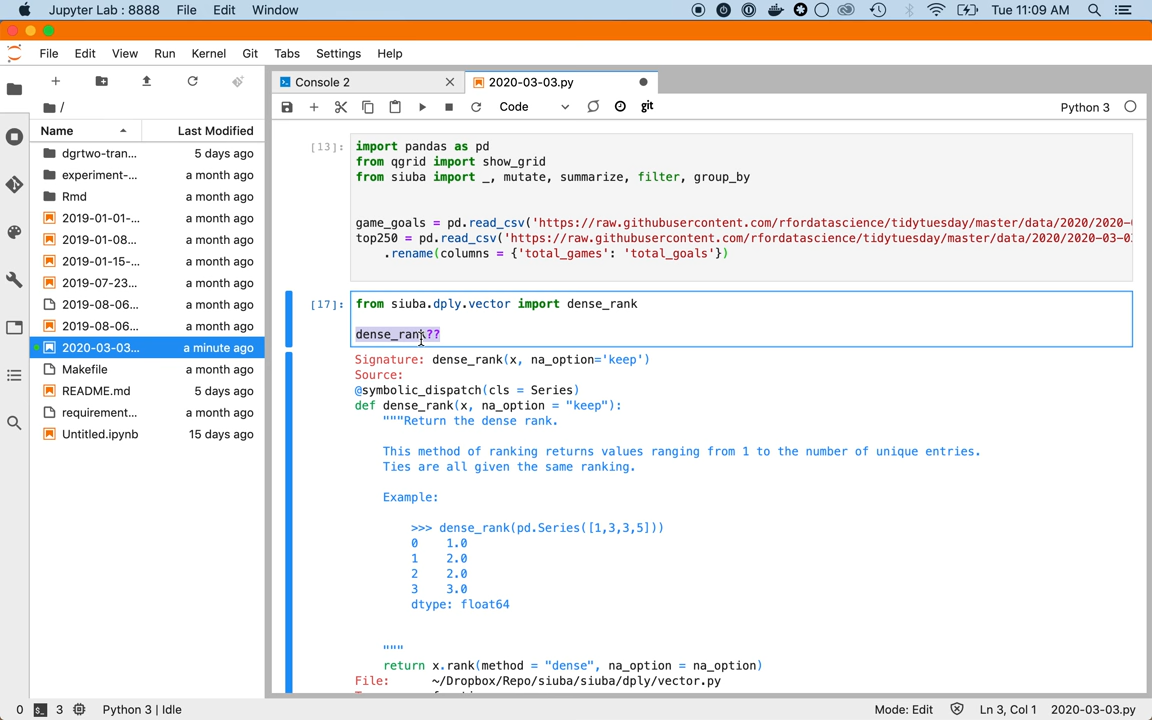 Jupyter Lab : 8888 File Edit Window Tue 11:09 AM
File Edit View Run Kernel Git Tabs Settings Help
Console 2
2020-03-03.py
Code
git
Python 3
/
Name Last Modified
dgrtwo-tran... 5 days ago
experiment-... a month ago
Rmd a month ago
2019-01-01-... a month ago
2019-01-08... a month ago
2019-01-15-... a month ago
2019-07-23... a month ago
2019-08-06... a month ago
2019-08-06... a month ago
2020-03-03... a minute ago
Makefile a month ago
README.md 5 days ago
requirement... a month ago
Untitled.ipynb 15 days ago
[13]: import pandas as pd
from qgrid import show_grid
from siuba import _, mutate, summarize, filter, group_by
game_goals = pd.read_csv('https://raw.githubusercontent.com/rfordatascience/tidytuesday/master/data/2020/2020-
top250 = pd.read_csv('https://raw.githubusercontent.com/rfordatascience/tidytuesday/master/data/2020/2020-03-0
.rename(columns = {'total_games': 'total_goals'})
[17]: from siuba.dply.vector import dense_rank
dense_rank??
Signature: dense_rank(x, na_option='keep')
Source:
@symbolic_dispatch(cls = Series)
def dense_rank(x, na_option = "keep"):
"""Return the dense rank.
This method of ranking returns values ranging from 1 to the number of unique entries.
Ties are all given the same ranking.
Example:
>>> dense_rank(pd.Series([1,3,3,5]))
0 1.0
1 2.0
2 2.0
3 3.0
dtype: float64
"""
return x.rank(method = "dense", na_option = na_option)
File: ~/Dropbox/Repo/siuba/siuba/dply/vector.py
0 3 Python 3 | Idle Mode: Edit Ln 3, Col 1 2020-03-03.py